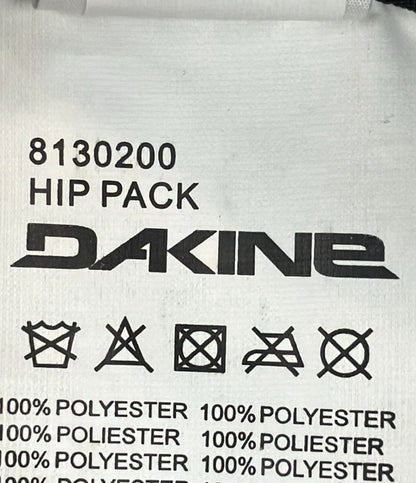 8130200
HIP PACK
DAKINE
100% POLYESTER 100% POLYESTER
100% POLIESTER 100% POLIESTER
100% POLYESTER 100% POLYESTER